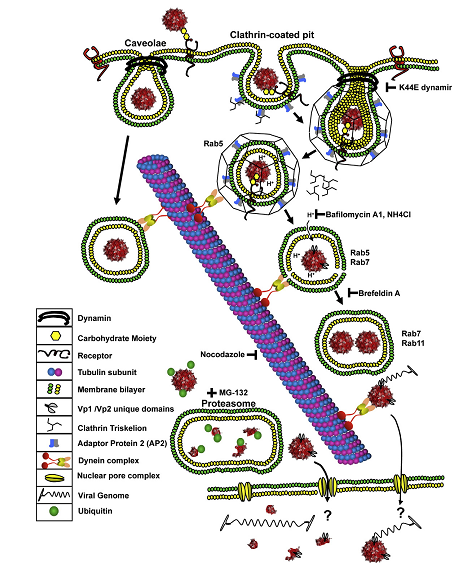 Clathrin-coated pit
Caveolae
K44E dynamin
Rab5
H⁺
H⁺
H⁺
Bafilomycin A1, NH4Cl
H⁺
Rab5
Rab7
Brefeldin A
Rab7
Rab11
Nocodazole
MG-132
Proteasome
Dynamin
Carbohydrate Moiety
Receptor
Tubulin subunit
Membrane bilayer
Vp1 /Vp2 unique domains
Clathrin Triskelion
Adaptor Protein 2 (AP2)
Dynein complex
Nuclear pore complex
Viral Genome
Ubiquitin
?
?